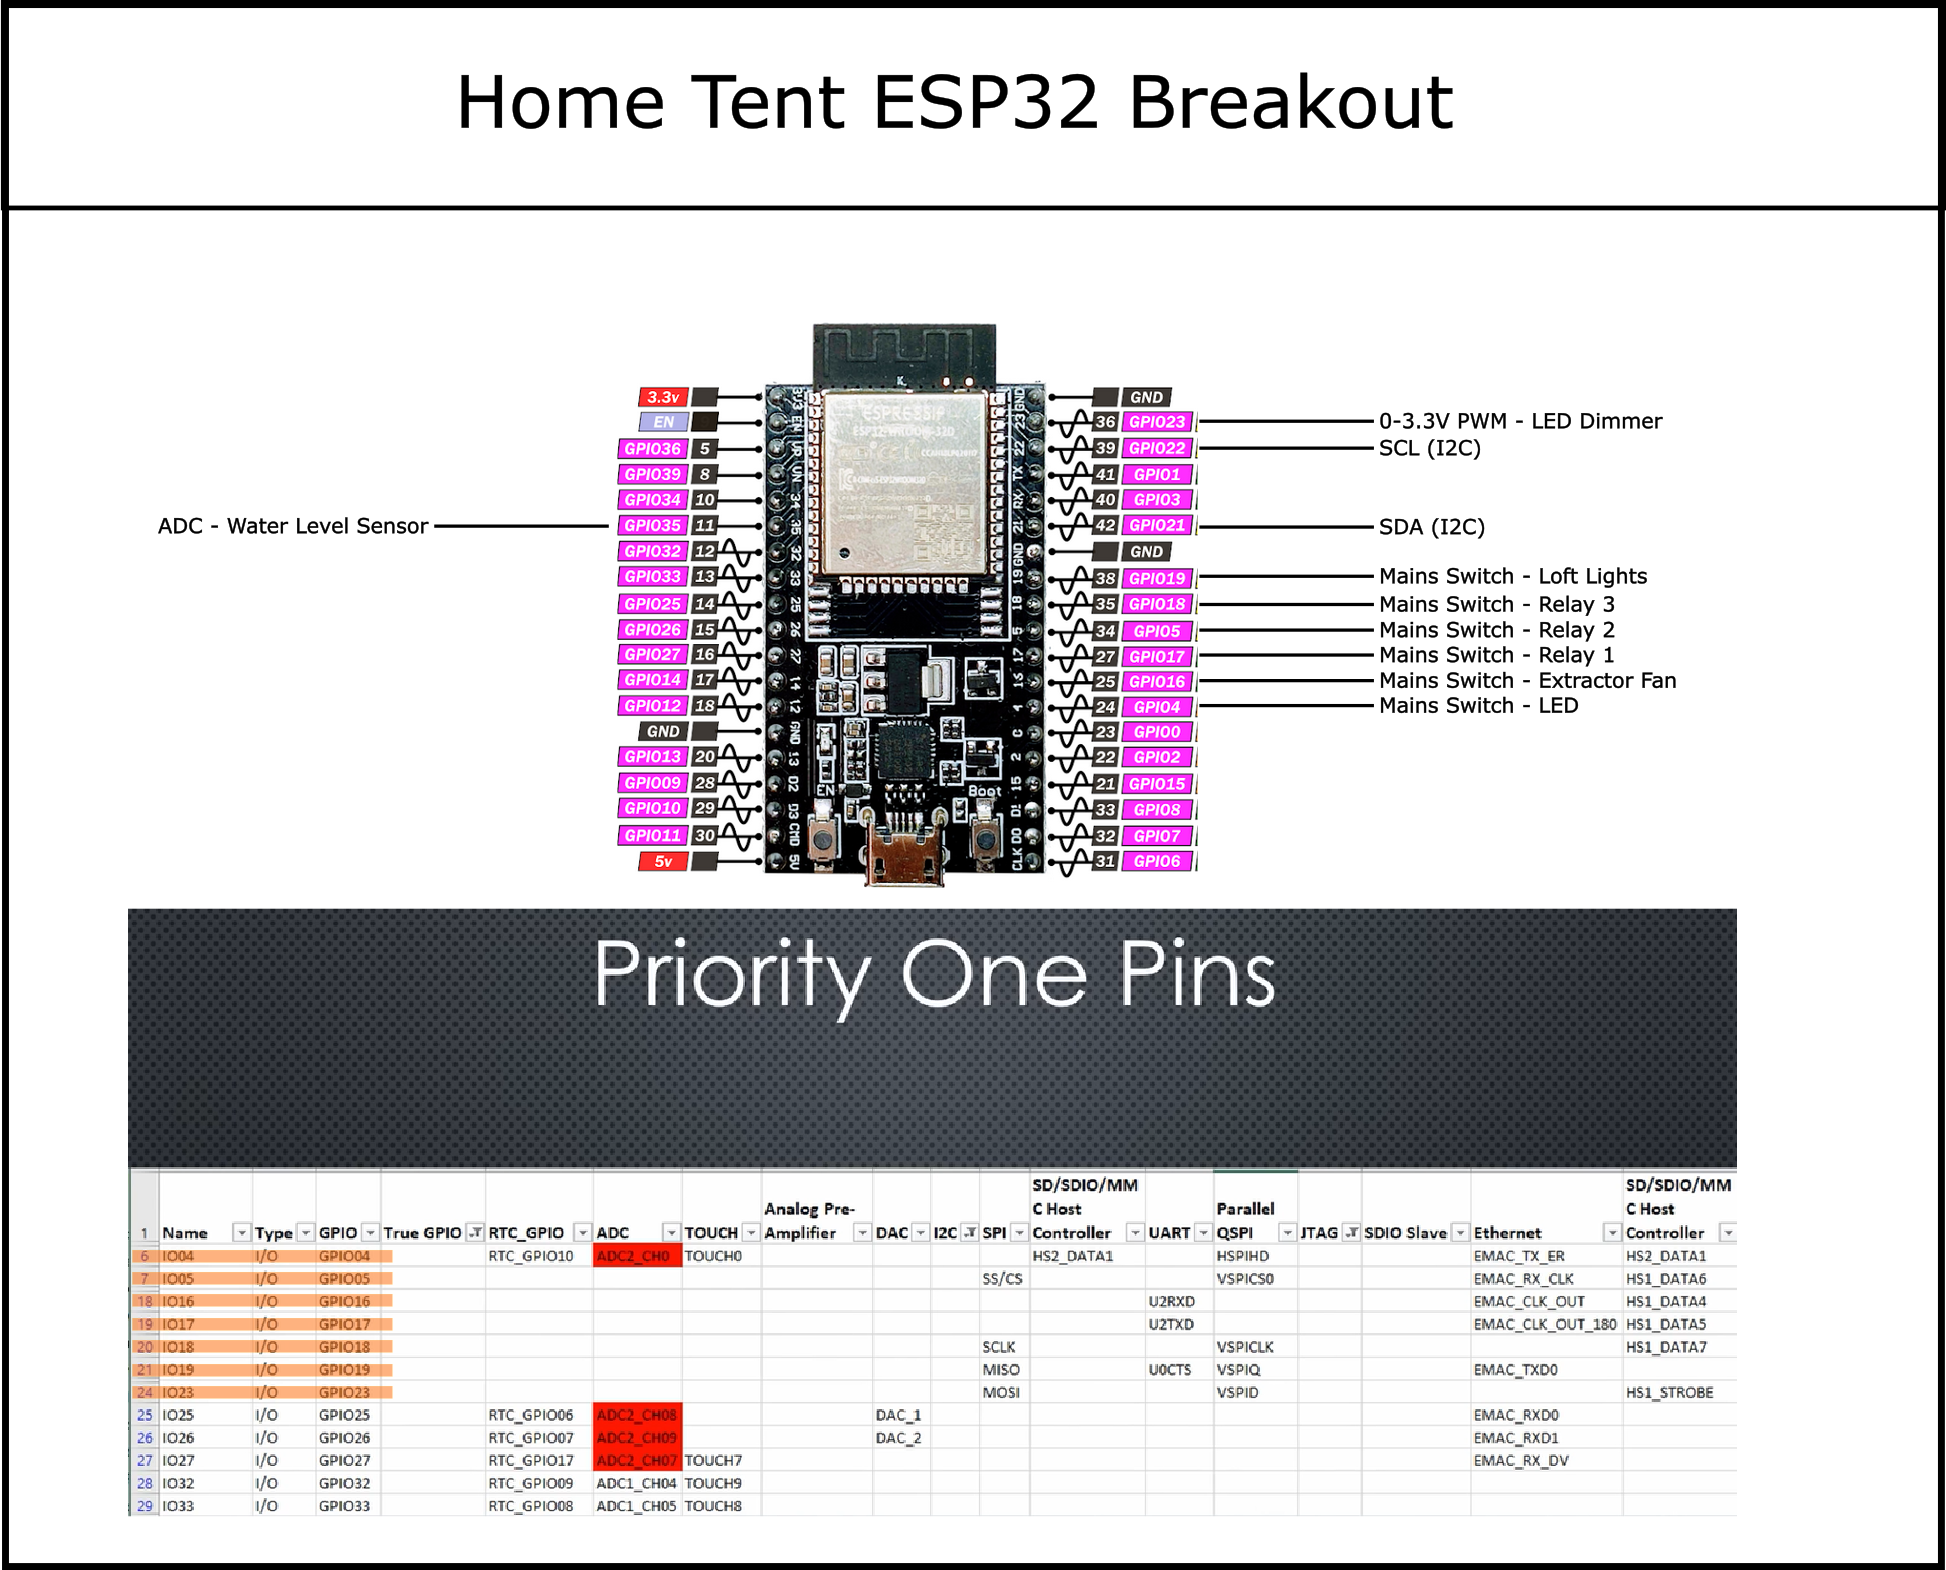 Home Tent ESP32 Breakout
3.3v
EN
GPIO36 5
GPIO39 8
GPIO34 10
ADC - Water Level Sensor GPIO35 11
GPIO32 12
GPIO33 13
GPIO25 14
GPIO26 15
GPIO27 16
GPIO14 17
GPIO12 18
GND
GPIO13 20
GPIO09 28
GPIO10 29
GPIO11 30
5v
ESPRESSIF
ESP32-WROOM-32D
EN
Boot
GND
36 GPIO23 0-3.3V PWM - LED Dimmer
39 GPIO22 SCL (I2C)
41 GPIO1
40 GPIO3
42 GPIO21 SDA (I2C)
GND
38 GPIO19 Mains Switch - Loft Lights
35 GPIO18 Mains Switch - Relay 3
34 GPIO5 Mains Switch - Relay 2
27 GPIO17 Mains Switch - Relay 1
25 GPIO16 Mains Switch - Extractor Fan
24 GPIO4 Mains Switch - LED
23 GPIO0
22 GPIO2
21 GPIO15
33 GPIO8
32 GPIO7
31 GPIO6
Priority One Pins
1 Name Type GPIO True GPIO RTC_GPIO ADC TOUCH Analog Pre-Amplifier DAC I2C SPI SD/SDIO/MMC Host Controller UART Parallel QSPI JTAG SDIO Slave Ethernet SD/SDIO/MMC Host Controller
6 IO04 I/O GPIO04 RTC_GPIO10 ADC2_CH0 TOUCH0 HS2_DATA1 HSPIHD EMAC_TX_ER HS2_DATA1
7 IO05 I/O GPIO05 SS/CS VSPICS0 EMAC_RX_CLK HS1_DATA6
18 IO16 I/O GPIO16 U2RXD EMAC_CLK_OUT HS1_DATA4
19 IO17 I/O GPIO17 U2TXD EMAC_CLK_OUT_180 HS1_DATA5
20 IO18 I/O GPIO18 SCLK VSPICLK HS1_DATA7
21 IO19 I/O GPIO19 MISO U0CTS VSPIQ EMAC_TXD0
24 IO23 I/O GPIO23 MOSI VSPID HS1_STROBE
25 IO25 I/O GPIO25 RTC_GPIO06 ADC2_CH08 DAC_1 EMAC_RXD0
26 IO26 I/O GPIO26 RTC_GPIO07 ADC2_CH09 DAC_2 EMAC_RXD1
27 IO27 I/O GPIO27 RTC_GPIO17 ADC2_CH07 TOUCH7 EMAC_RX_DV
28 IO32 I/O GPIO32 RTC_GPIO09 ADC1_CH04 TOUCH9
29 IO33 I/O GPIO33 RTC_GPIO08 ADC1_CH05 TOUCH8